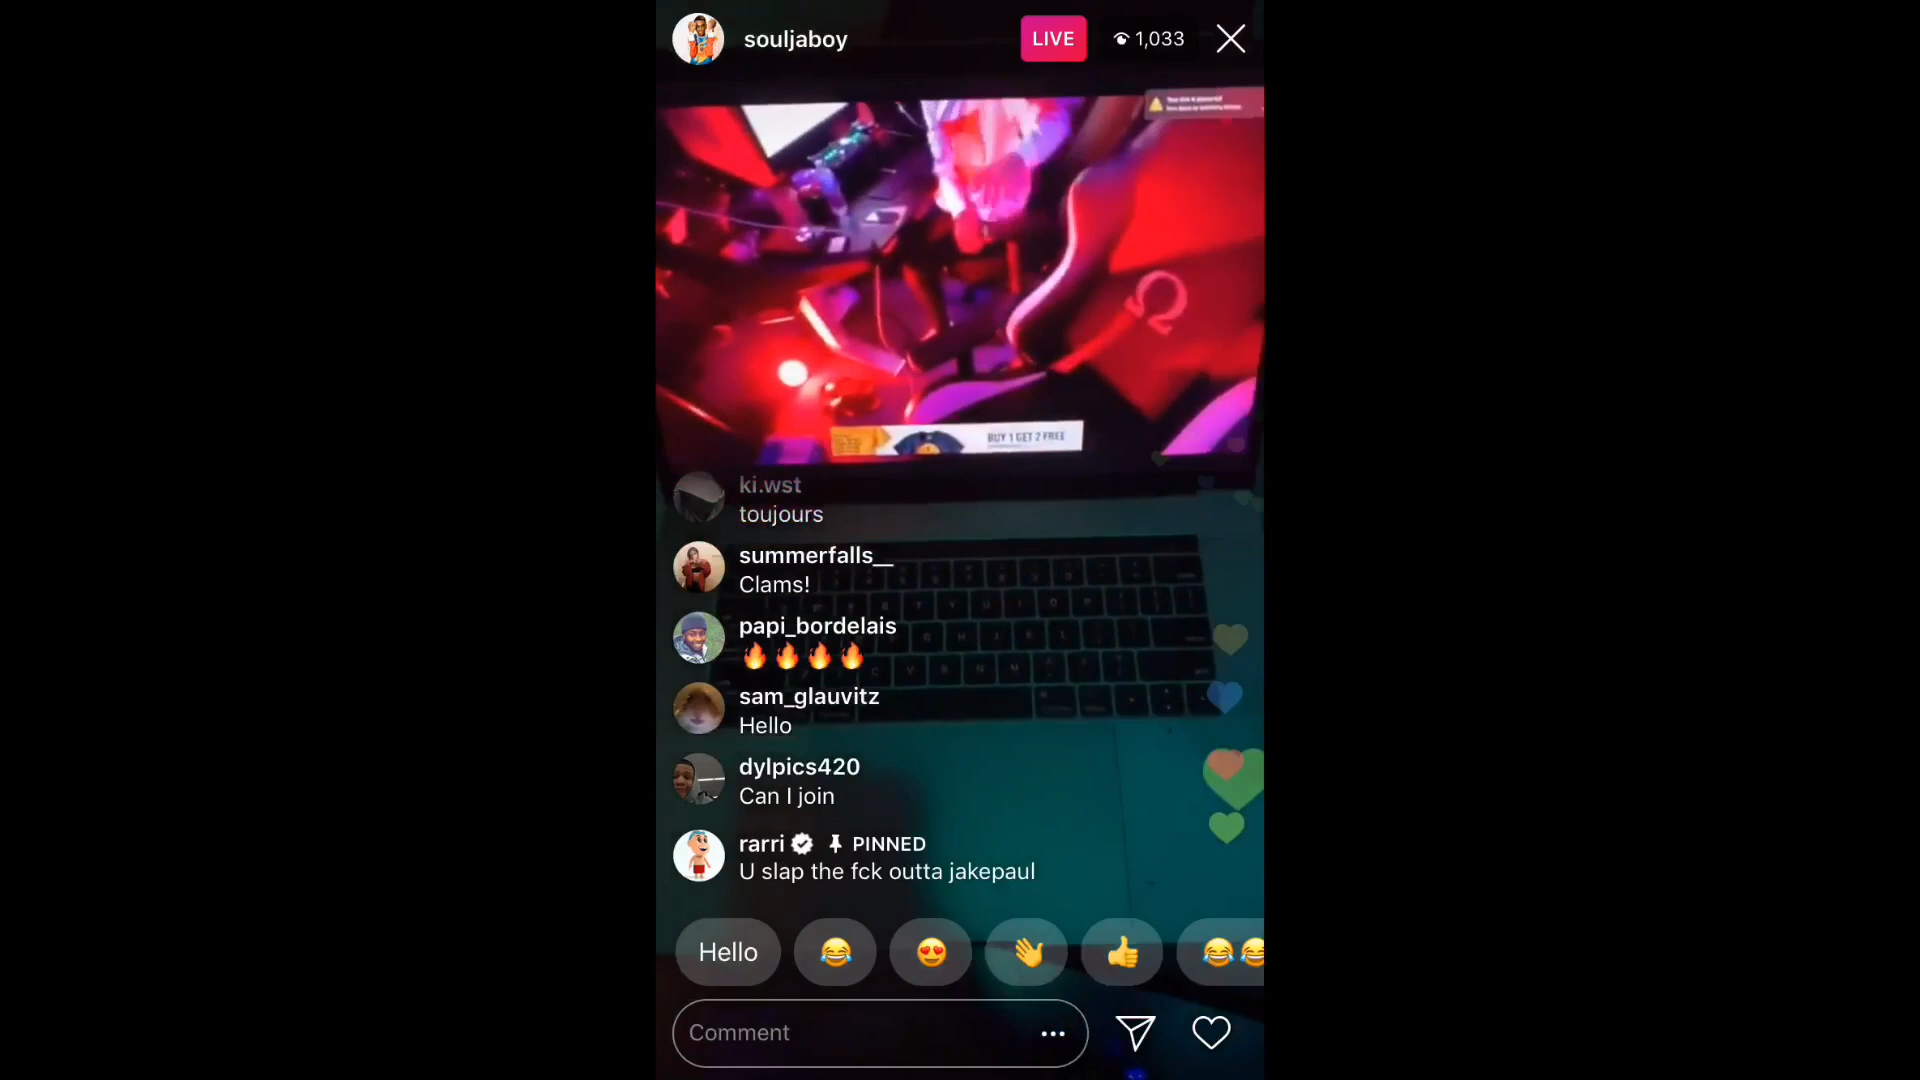 souljaboy
LIVE
1,033
BUY 1 GET 2 FREE
ki.wst
toujours
summerfalls__
Clams!
papi_bordelais
🔥🔥🔥🔥
sam_glauvitz
Hello
dylpics420
Can I join
rarri PINNED
U slap the fck outta jakepaul
Hello 😂 😍 👋 👍 😂😂
Comment